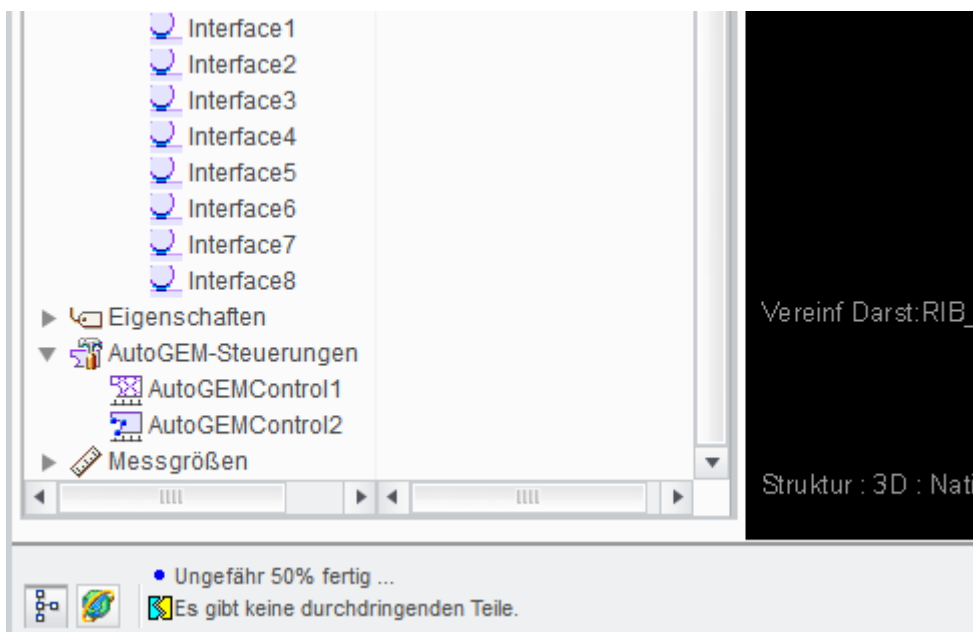 Interface1
Interface2
Interface3
Interface4
Interface5
Interface6
Interface7
Interface8
Eigenschaften
AutoGEM-Steuerungen
AutoGEMControl1
AutoGEMControl2
Messgrößen
Vereinf Darst:RIB_
Struktur : 3D : Nati
Ungefähr 50% fertig ...
Es gibt keine durchdringenden Teile.